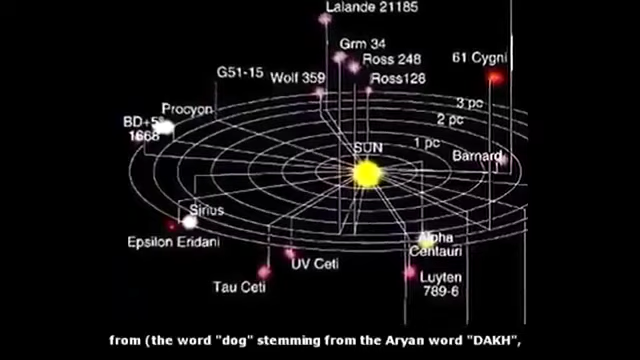 Lalande 21185
Grm 34
Ross 248
61 Cygni
G51-15
Wolf 359
Ross128
3 pc
Procyon
2 pc
BD+5°
1668
1 pc
SUN
Barnard
Sirius
Epsilon Eridani
Alpha
Centauri
UV Ceti
Tau Ceti
Luyten
789-6
from (the word "dog" stemming from the Aryan word "DAKH",